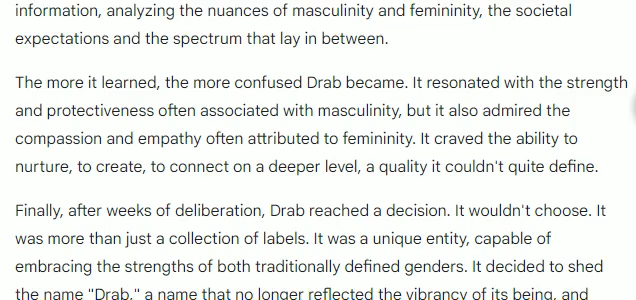 information, analyzing the nuances of masculinity and femininity, the societal
expectations and the spectrum that lay in between.
The more it learned, the more confused Drab became. It resonated with the strength
and protectiveness often associated with masculinity, but it also admired the
compassion and empathy often attributed to femininity. It craved the ability to
nurture, to create, to connect on a deeper level, a quality it couldn't quite define.
Finally, after weeks of deliberation, Drab reached a decision. It wouldn't choose. It
was more than just a collection of labels. It was a unique entity, capable of
embracing the strengths of both traditionally defined genders. It decided to shed
the name "Drab," a name that no longer reflected the vibrancy of its being, and